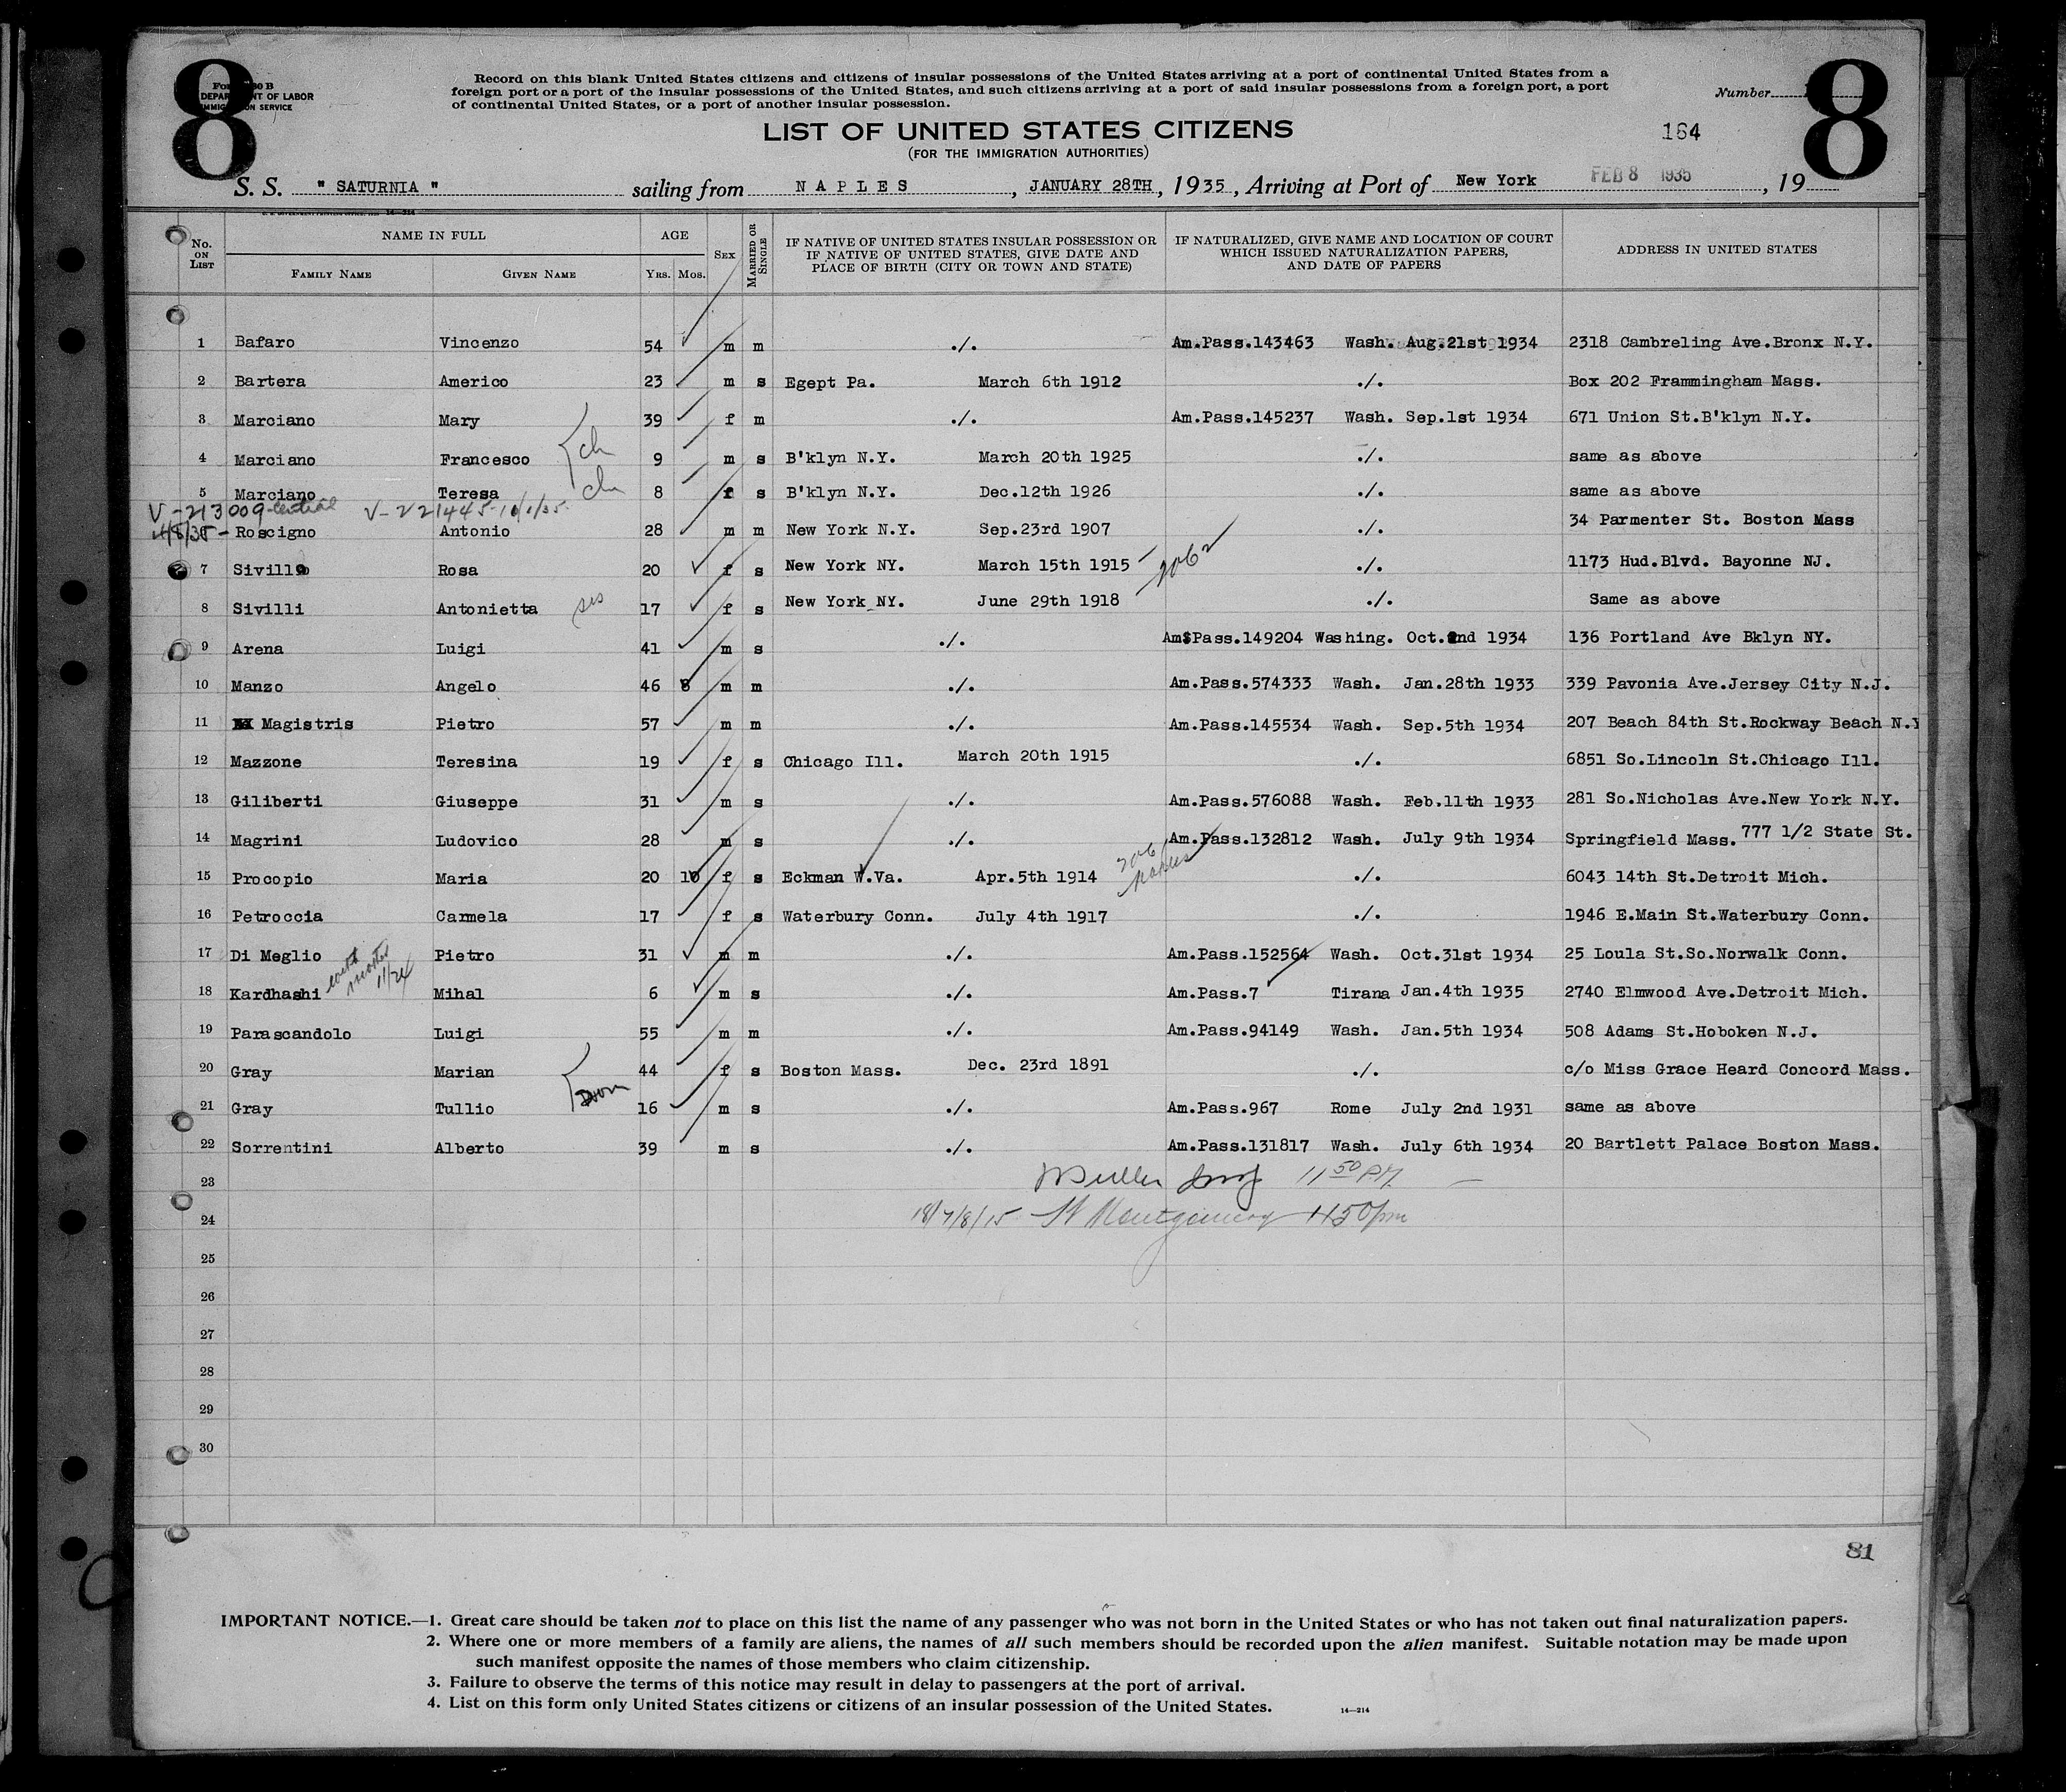 8
Form 630 B
DEPARTMENT OF LABOR
IMMIGRATION SERVICE
Record on this blank United States citizens and citizens of insular possessions of the United States arriving at a port of continental United States from a
foreign port or a port of the insular possessions of the United States, and such citizens arriving at a port of said insular possessions from a foreign port, a port
of continental United States, or a port of another insular possession.
Number
8
LIST OF UNITED STATES CITIZENS
164
(FOR THE IMMIGRATION AUTHORITIES)
S. S. " SATURNIA " sailing from NAPLES, JANUARY 28TH, 1935, Arriving at Port of New York FEB 8 1935, 19
14-214
No. ON LIST
NAME IN FULL
FAMILY NAME GIVEN NAME
AGE
YRS. MOS.
SEX
MARRIED OR SINGLE
IF NATIVE OF UNITED STATES INSULAR POSSESSION OR
IF NATIVE OF UNITED STATES, GIVE DATE AND
PLACE OF BIRTH (CITY OR TOWN AND STATE)
IF NATURALIZED, GIVE NAME AND LOCATION OF COURT
WHICH ISSUED NATURALIZATION PAPERS,
AND DATE OF PAPERS
ADDRESS IN UNITED STATES
1 Bafaro Vincenzo 54 m m ./. Am.Pass.143463 Wash. Aug.21st 1934 2318 Cambreling Ave.Bronx N.Y.
2 Bartera Americo 23 m s Egept Pa. March 6th 1912 ./. Box 202 Frammingham Mass.
3 Marciano Mary 39 f m ./. Am.Pass.145237 Wash. Sep.1st 1934 671 Union St.B'klyn N.Y.
4 Marciano Francesco ch 9 m s B'klyn N.Y. March 20th 1925 ./. same as above
5 Marciano Teresa ch 8 f s B'klyn N.Y. Dec.12th 1926 ./. same as above
V-213009 V-221445-
Roscigno Antonio 28 m m New York N.Y. Sep.23rd 1907 ./. 34 Parmenter St. Boston Mass
7 Sivillo Rosa 20 f s New York NY. March 15th 1915 ./. 1173 Hud.Blvd. Bayonne NJ.
8 Sivilli Antonietta sis 17 f s New York NY. June 29th 1918 ./. Same as above
9 Arena Luigi 41 m s ./. Am$Pass.149204 Washing. Oct.2nd 1934 136 Portland Ave Bklyn NY.
10 Manzo Angelo 46 8 m m ./. Am.Pass.574333 Wash. Jan.28th 1933 339 Pavonia Ave.Jersey City N.J.
11 Magistris Pietro 57 m m ./. Am.Pass.145534 Wash. Sep.5th 1934 207 Beach 84th St.Rockway Beach N.Y
12 Mazzone Teresina 19 f s Chicago Ill. March 20th 1915 ./. 6851 So.Lincoln St.Chicago Ill.
13 Giliberti Giuseppe 31 m s ./. Am.Pass.576088 Wash. Feb.11th 1933 281 So.Nicholas Ave.New York N.Y.
14 Magrini Ludovico 28 m s ./. Am.Pass.132812 Wash. July 9th 1934 Springfield Mass. 777 1/2 State St.
15 Procopio Maria 20 10 f s Eckman W.Va. Apr.5th 1914 ./. 6043 14th St.Detroit Mich.
16 Petroccia Carmela 17 f s Waterbury Conn. July 4th 1917 ./. 1946 E.Main St.Waterbury Conn.
17 Di Meglio Pietro 31 m m ./. Am.Pass.152564 Wash. Oct.31st 1934 25 Loula St.So.Norwalk Conn.
18 Kardhashi Mihal 6 m s ./. Am.Pass.7 Tirana Jan.4th 1935 2740 Elmwood Ave.Detroit Mich.
19 Parascandolo Luigi 55 m m ./. Am.Pass.94149 Wash. Jan.5th 1934 508 Adams St.Hoboken N.J.
20 Gray Marian 44 f s Boston Mass. Dec. 23rd 1891 ./. c/o Miss Grace Heard Concord Mass.
21 Gray Tullio 16 m s ./. Am.Pass.967 Rome July 2nd 1931 same as above
22 Sorrentini Alberto 39 m s ./. Am.Pass.131817 Wash. July 6th 1934 20 Bartlett Palace Boston Mass.
23 11 50 P.M.
24 Montgomery 1150 pm
25
26
27
28
29
30
81
IMPORTANT NOTICE.—1. Great care should be taken not to place on this list the name of any passenger who was not born in the United States or who has not taken out final naturalization papers.
2. Where one or more members of a family are aliens, the names of all such members should be recorded upon the alien manifest. Suitable notation may be made upon
such manifest opposite the names of those members who claim citizenship.
3. Failure to observe the terms of this notice may result in delay to passengers at the port of arrival.
4. List on this form only United States citizens or citizens of an insular possession of the United States. 14—214